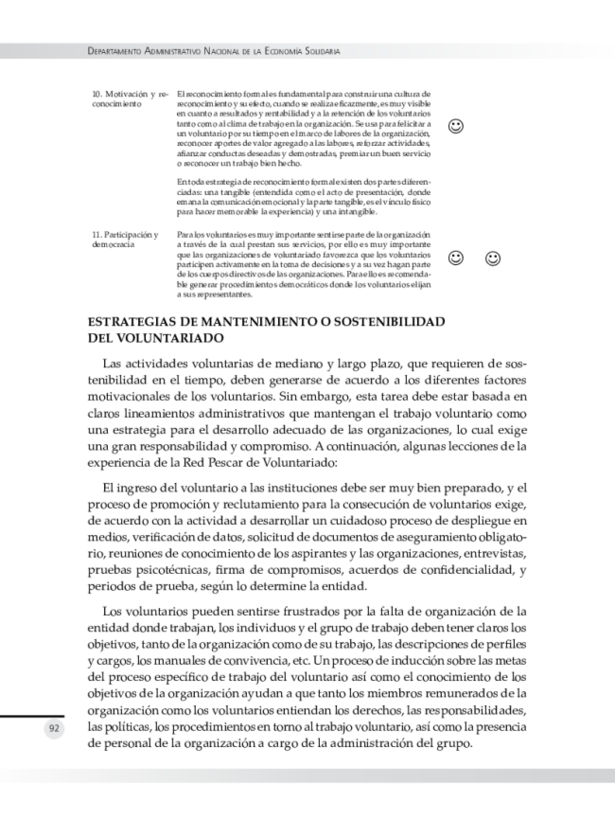 DEPARTAMENTO ADMINISTRATIVO NACIONAL DE LA ECONOMÍA SOLIDARIA
10. Motivación y re-
conocimiento
El reconocimiento formal es fundamental para construir una cultura de
reconocimiento y su efecto, cuando se realiza eficazmente, es muy visible
en cuanto a resultados y rentabilidad y a la retención de los voluntarios
tanto como al clima de trabajo en la organización. Se usa para felicitar a
un voluntario por su tiempo en el marco de labores de la organización,
reconocer aportes de valor agregado a las labores, reforzar actividades,
afianzar conductas deseadas y demostradas, premiar un buen servicio
o reconocer un trabajo bien hecho.
En toda estrategia de reconocimiento formal existen dos partes diferen-
ciadas: una tangible (entendida como el acto de presentación, donde
emana la comunicación emocional y la parte tangible, es el vínculo físico
para hacer memorable la experiencia) y una intangible.
11. Participación y
democracia
Para los voluntarios es muy importante sentirse parte de la organización
a través de la cual prestan sus servicios, por ello es muy importante
que las organizaciones de voluntariado favorezca que los voluntarios
participen activamente en la toma de decisiones y a su vez hagan parte
de los cuerpos directivos de las organizaciones. Para ello es recomenda-
ble generar procedimientos democráticos donde los voluntarios elijan
a sus representantes.
ESTRATEGIAS DE MANTENIMIENTO O SOSTENIBILIDAD
DEL VOLUNTARIADO
Las actividades voluntarias de mediano y largo plazo, que requieren de sos-
tenibilidad en el tiempo, deben generarse de acuerdo a los diferentes factores
motivacionales de los voluntarios. Sin embargo, esta tarea debe estar basada en
claros lineamientos administrativos que mantengan el trabajo voluntario como
una estrategia para el desarrollo adecuado de las organizaciones, lo cual exige
una gran responsabilidad y compromiso. A continuación, algunas lecciones de la
experiencia de la Red Pescar de Voluntariado:
El ingreso del voluntario a las instituciones debe ser muy bien preparado, y el
proceso de promoción y reclutamiento para la consecución de voluntarios exige,
de acuerdo con la actividad a desarrollar un cuidadoso proceso de despliegue en
medios, verificación de datos, solicitud de documentos de aseguramiento obligato-
rio, reuniones de conocimiento de los aspirantes y las organizaciones, entrevistas,
pruebas psicotécnicas, firma de compromisos, acuerdos de confidencialidad, y
periodos de prueba, según lo determine la entidad.
Los voluntarios pueden sentirse frustrados por la falta de organización de la
entidad donde trabajan, los individuos y el grupo de trabajo deben tener claros los
objetivos, tanto de la organización como de su trabajo, las descripciones de perfiles
y cargos, los manuales de convivencia, etc. Un proceso de inducción sobre las metas
del proceso específico de trabajo del voluntario así como el conocimiento de los
objetivos de la organización ayudan a que tanto los miembros remunerados de la
organización como los voluntarios entiendan los derechos, las responsabilidades,
las políticas, los procedimientos en torno al trabajo voluntario, así como la presencia
de personal de la organización a cargo de la administración del grupo.
92